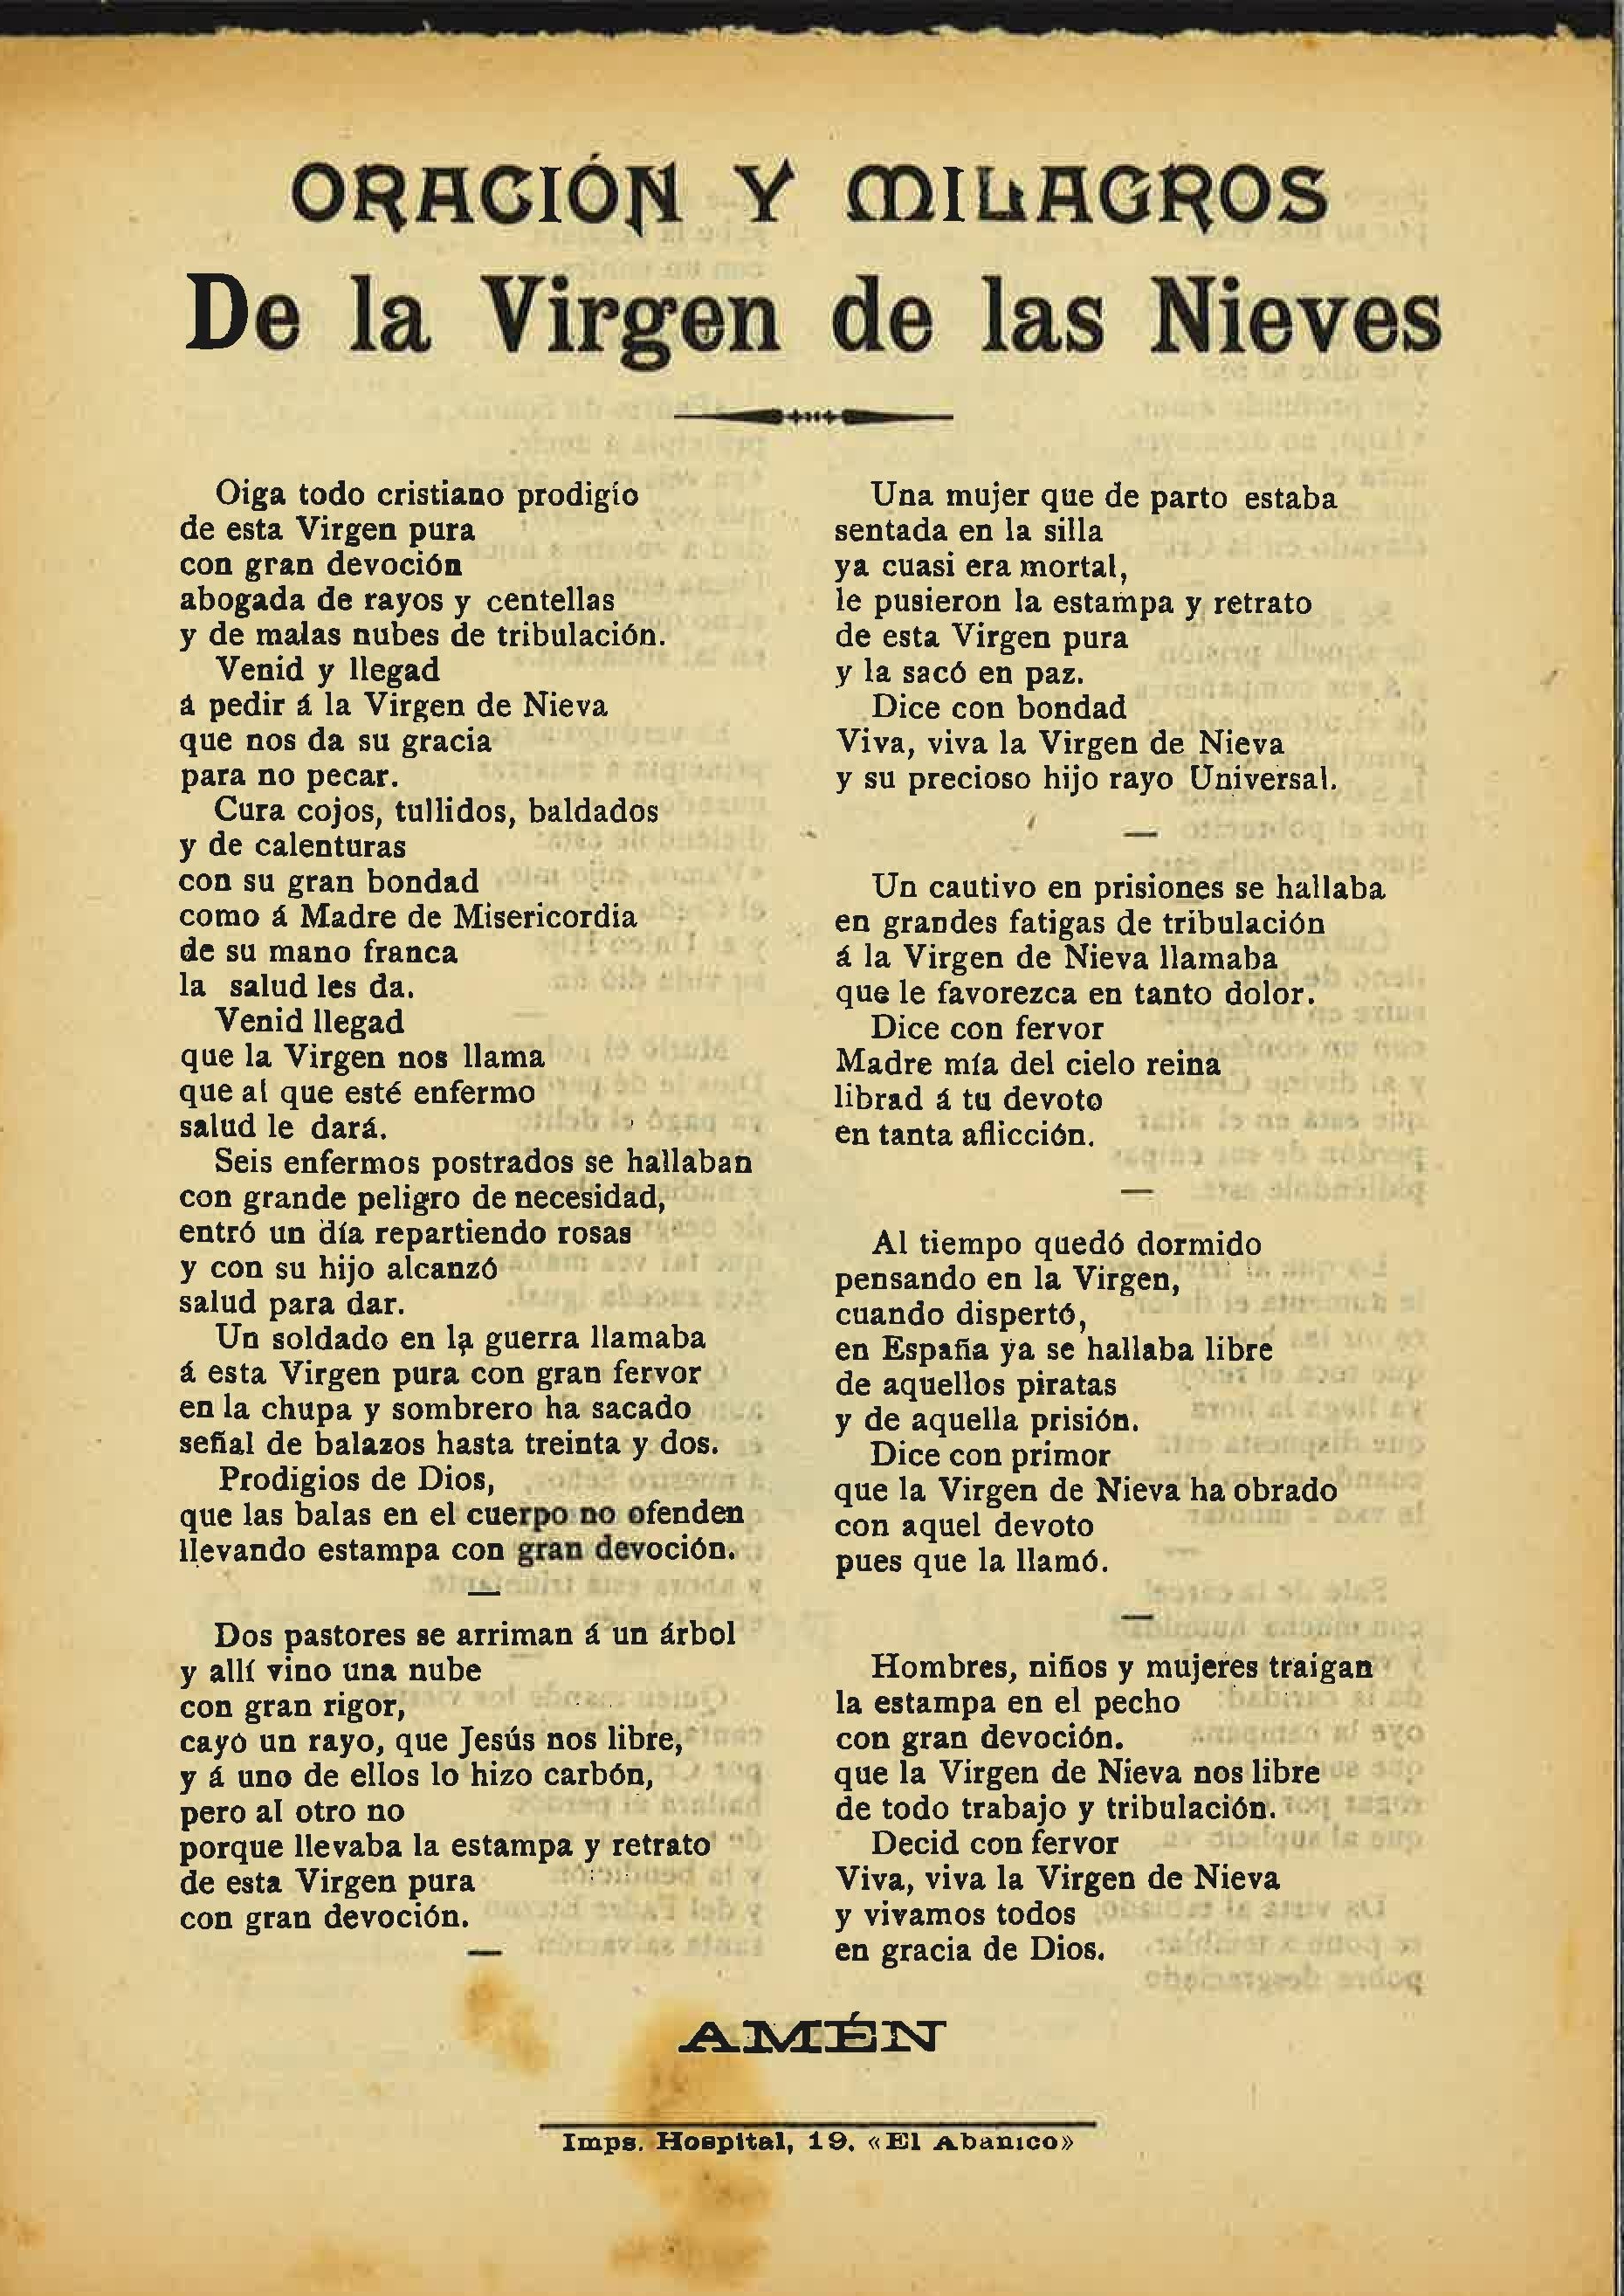 ORACIÓN Y MILAGROS
De la Virgen de las Nieves
Oiga todo cristiano prodigío
de esta Virgen pura
con gran devoción
abogada de rayos y centellas
y de malas nubes de tribulación.
Venid y llegad
á pedir á la Virgen de Nieva
que nos da su gracia
para no pecar.
Cura cojos, tullidos, baldados
y de calenturas
con su gran bondad
como á Madre de Misericordia
de su mano franca
la salud les da.
Venid llegad
que la Virgen nos llama
que al que esté enfermo
salud le dará.
Seis enfermos postrados se hallaban
con grande peligro de necesidad,
entró un día repartiendo rosas
y con su hijo alcanzó
salud para dar.
Un soldado en la guerra llamaba
á esta Virgen pura con gran fervor
en la chupa y sombrero ha sacado
señal de balazos hasta treinta y dos.
Prodigios de Dios,
que las balas en el cuerpo no ofenden
llevando estampa con gran devoción.
—
Dos pastores se arriman á un árbol
y allí vino una nube
con gran rigor,
cayó un rayo, que Jesús nos libre,
y á uno de ellos lo hizo carbón,
pero al otro no
porque llevaba la estampa y retrato
de esta Virgen pura
con gran devoción.
—
Una mujer que de parto estaba
sentada en la silla
ya cuasi era mortal,
le pusieron la estampa y retrato
de esta Virgen pura
y la sacó en paz.
Dice con bondad
Viva, viva la Virgen de Nieva
y su precioso hijo rayo Universal.
—
Un cautivo en prisiones se hallaba
en grandes fatigas de tribulación
á la Virgen de Nieva llamaba
que le favorezca en tanto dolor.
Dice con fervor
Madre mía del cielo reina
librad á tu devoto
en tanta aflicción.
—
Al tiempo quedó dormido
pensando en la Virgen,
cuando dispertó,
en España ya se hallaba libre
de aquellos piratas
y de aquella prisión.
Dice con primor
que la Virgen de Nieva ha obrado
con aquel devoto
pues que la llamó.
—
Hombres, niños y mujeres traigan
la estampa en el pecho
con gran devoción.
que la Virgen de Nieva nos libre
de todo trabajo y tribulación.
Decid con fervor
Viva, viva la Virgen de Nieva
y vivamos todos
en gracia de Dios.
AMÉN
Imps. Hospital, 19. «El Abanico»